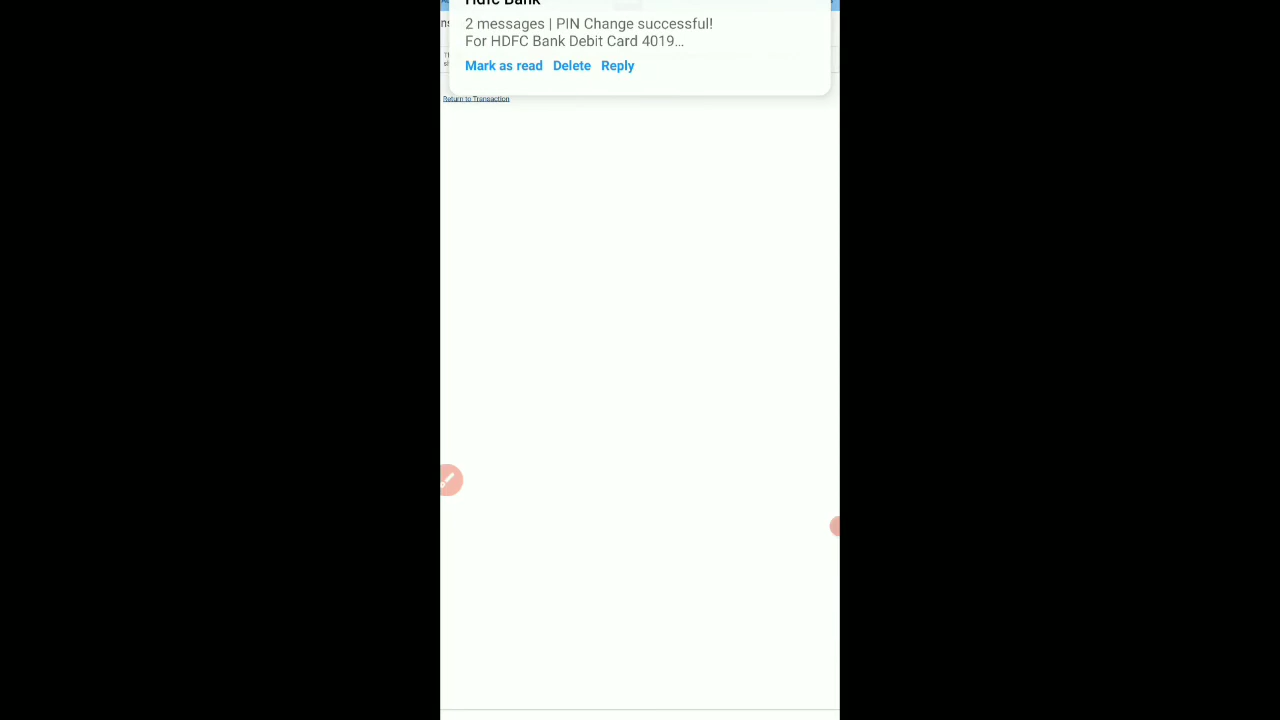 Hdfc Bank
2 messages | PIN Change successful!
For HDFC Bank Debit Card 4019...
Mark as read Delete Reply
Return to Transaction